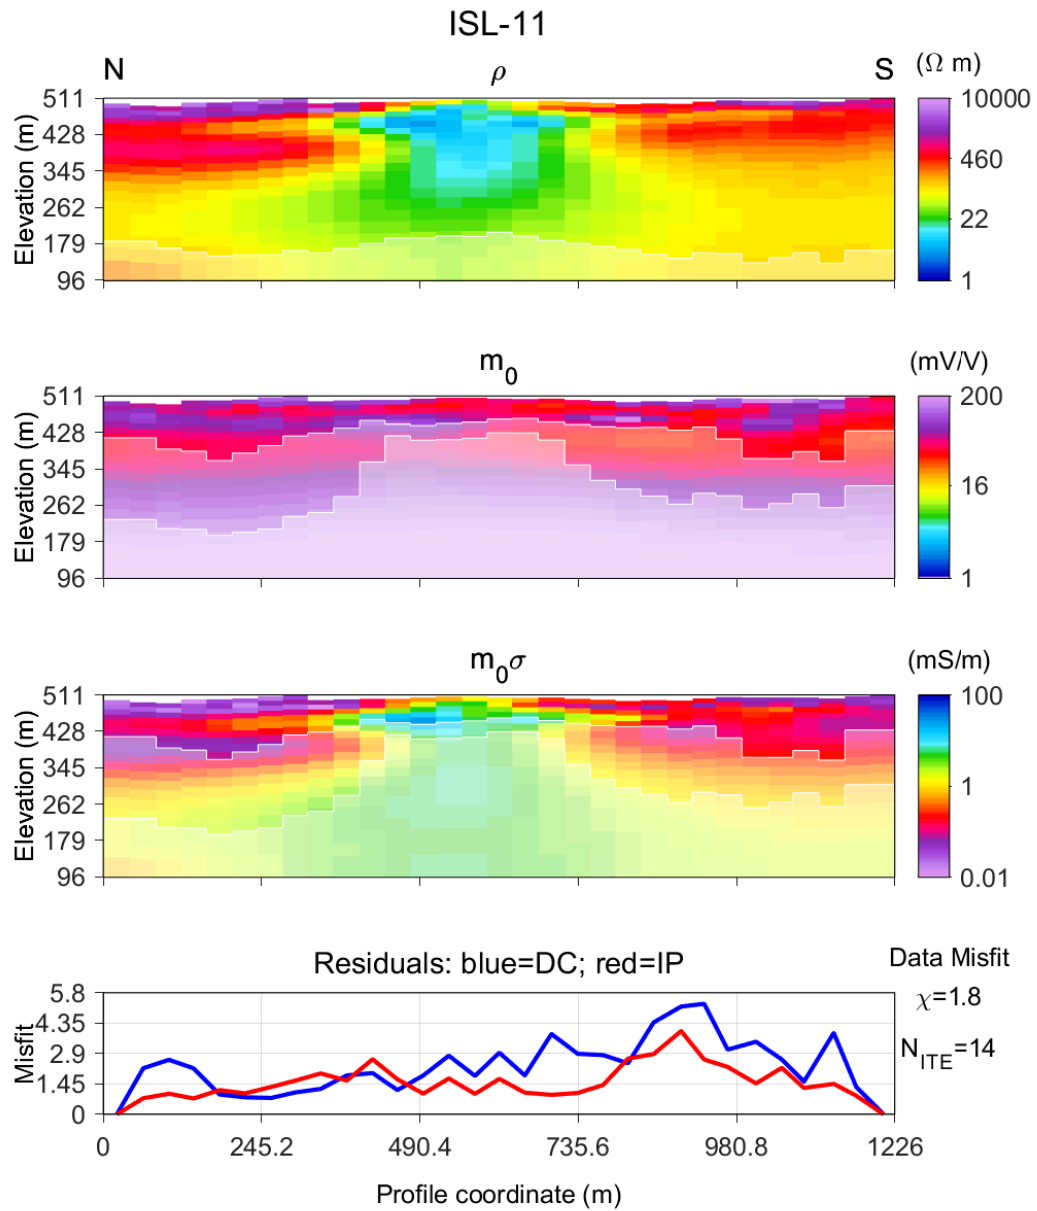 ISL-11
N ρ S (Ω m)
511 10000
428 460
345
262 22
179
96 1
Elevation (m)
m0 (mV/V)
511 200
428
345 16
262
179
96 1
Elevation (m)
m0σ (mS/m)
511 100
428
345 1
262
179
96 0.01
Elevation (m)
Residuals: blue=DC; red=IP Data Misfit
5.8 χ=1.8
4.35
2.9 NITE=14
1.45
0
Misfit
0 245.2 490.4 735.6 980.8 1226
Profile coordinate (m)